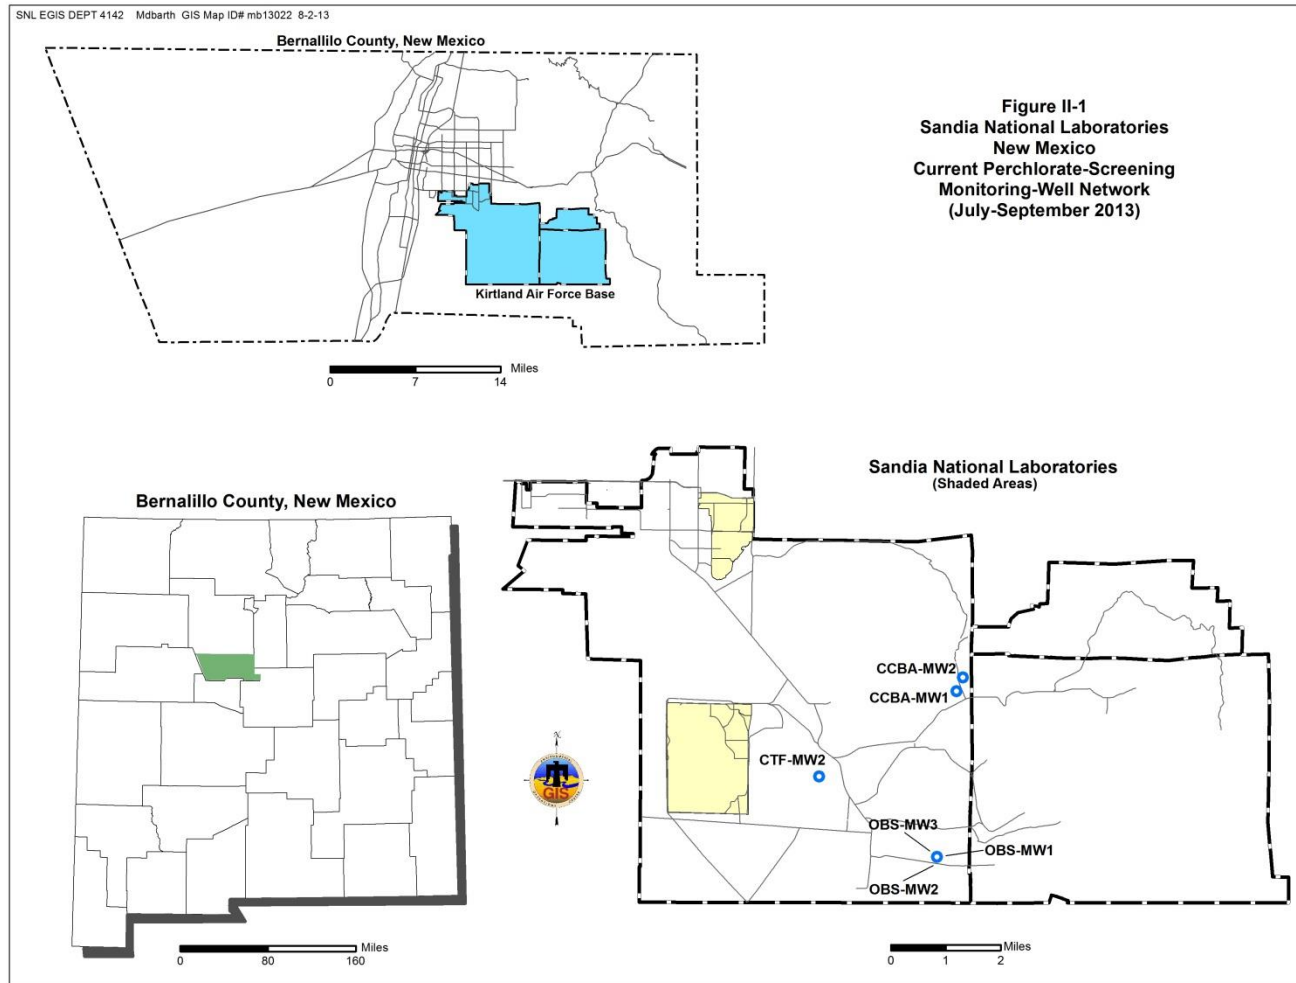 SNL EGIS DEPT 4142 Mdbarth GIS Map ID# mb13022 8-2-13
Bernallilo County, New Mexico
Kirtland Air Force Base
Miles
0 7 14
Figure II-1
Sandia National Laboratories
New Mexico
Current Perchlorate-Screening
Monitoring-Well Network
(July-September 2013)
Bernalillo County, New Mexico
Miles
0 80 160
N
GIS
Sandia National Laboratories
(Shaded Areas)
CCBA-MW2
CCBA-MW1
CTF-MW2
OBS-MW3
OBS-MW1
OBS-MW2
Miles
0 1 2